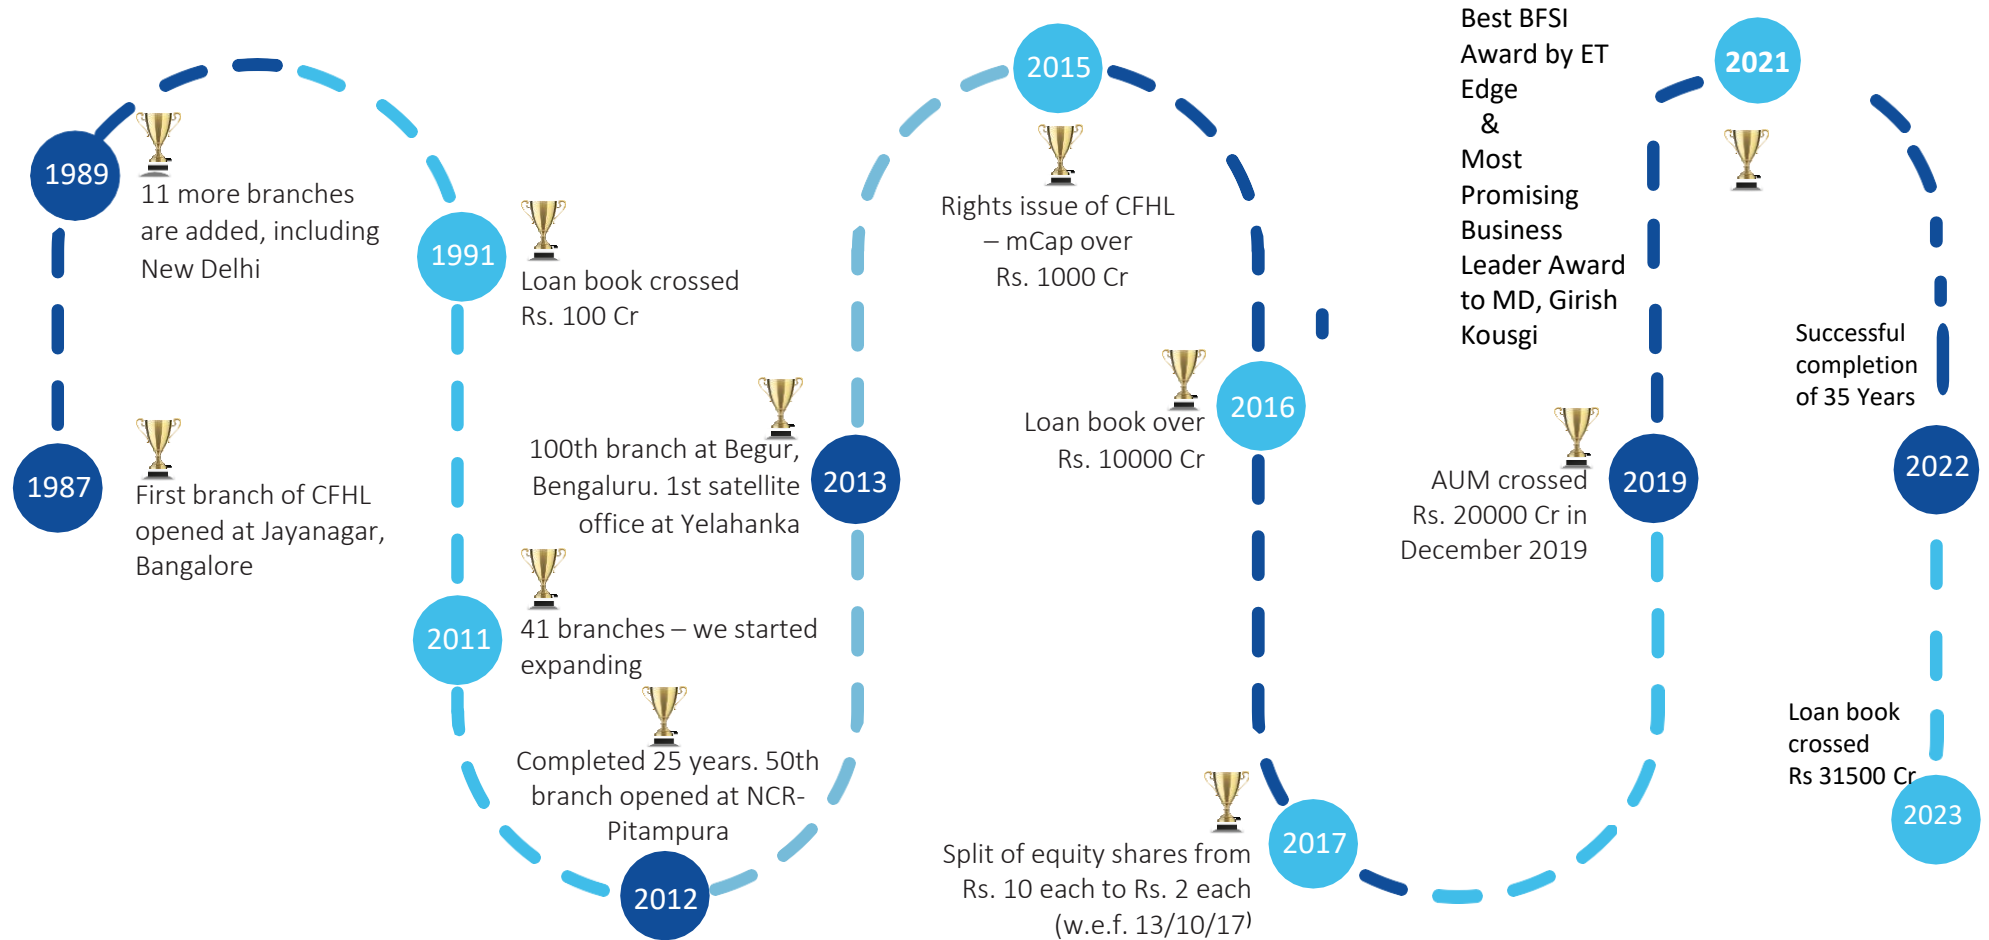 1987
First branch of CFHL
opened at Jayanagar,
Bangalore
1989
11 more branches
are added, including
New Delhi
1991
Loan book crossed
Rs. 100 Cr
2011
41 branches – we started
expanding
Completed 25 years. 50th
branch opened at NCR-
Pitampura
2012
100th branch at Begur,
Bengaluru. 1st satellite
office at Yelahanka
2013
2015
Rights issue of CFHL
– mCap over
Rs. 1000 Cr
2016
Loan book over
Rs. 10000 Cr
2017
Split of equity shares from
Rs. 10 each to Rs. 2 each
(w.e.f. 13/10/17)
2019
AUM crossed
Rs. 20000 Cr in
December 2019
Best BFSI
Award by ET
Edge
&
Most
Promising
Business
Leader Award
to MD, Girish
Kousgi
2021
Successful
completion
of 35 Years
2022
Loan book
crossed
Rs 31500 Cr
2023